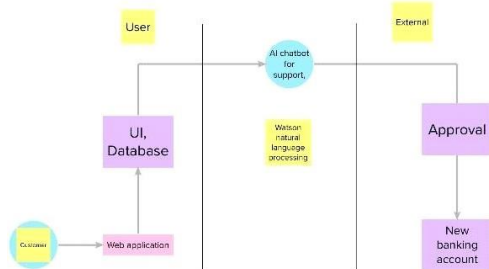 User
External
AI chatbot
for
support,
UI,
Database
Watson
natural
language
processing
Approval
Customer
Web application
New
banking
account